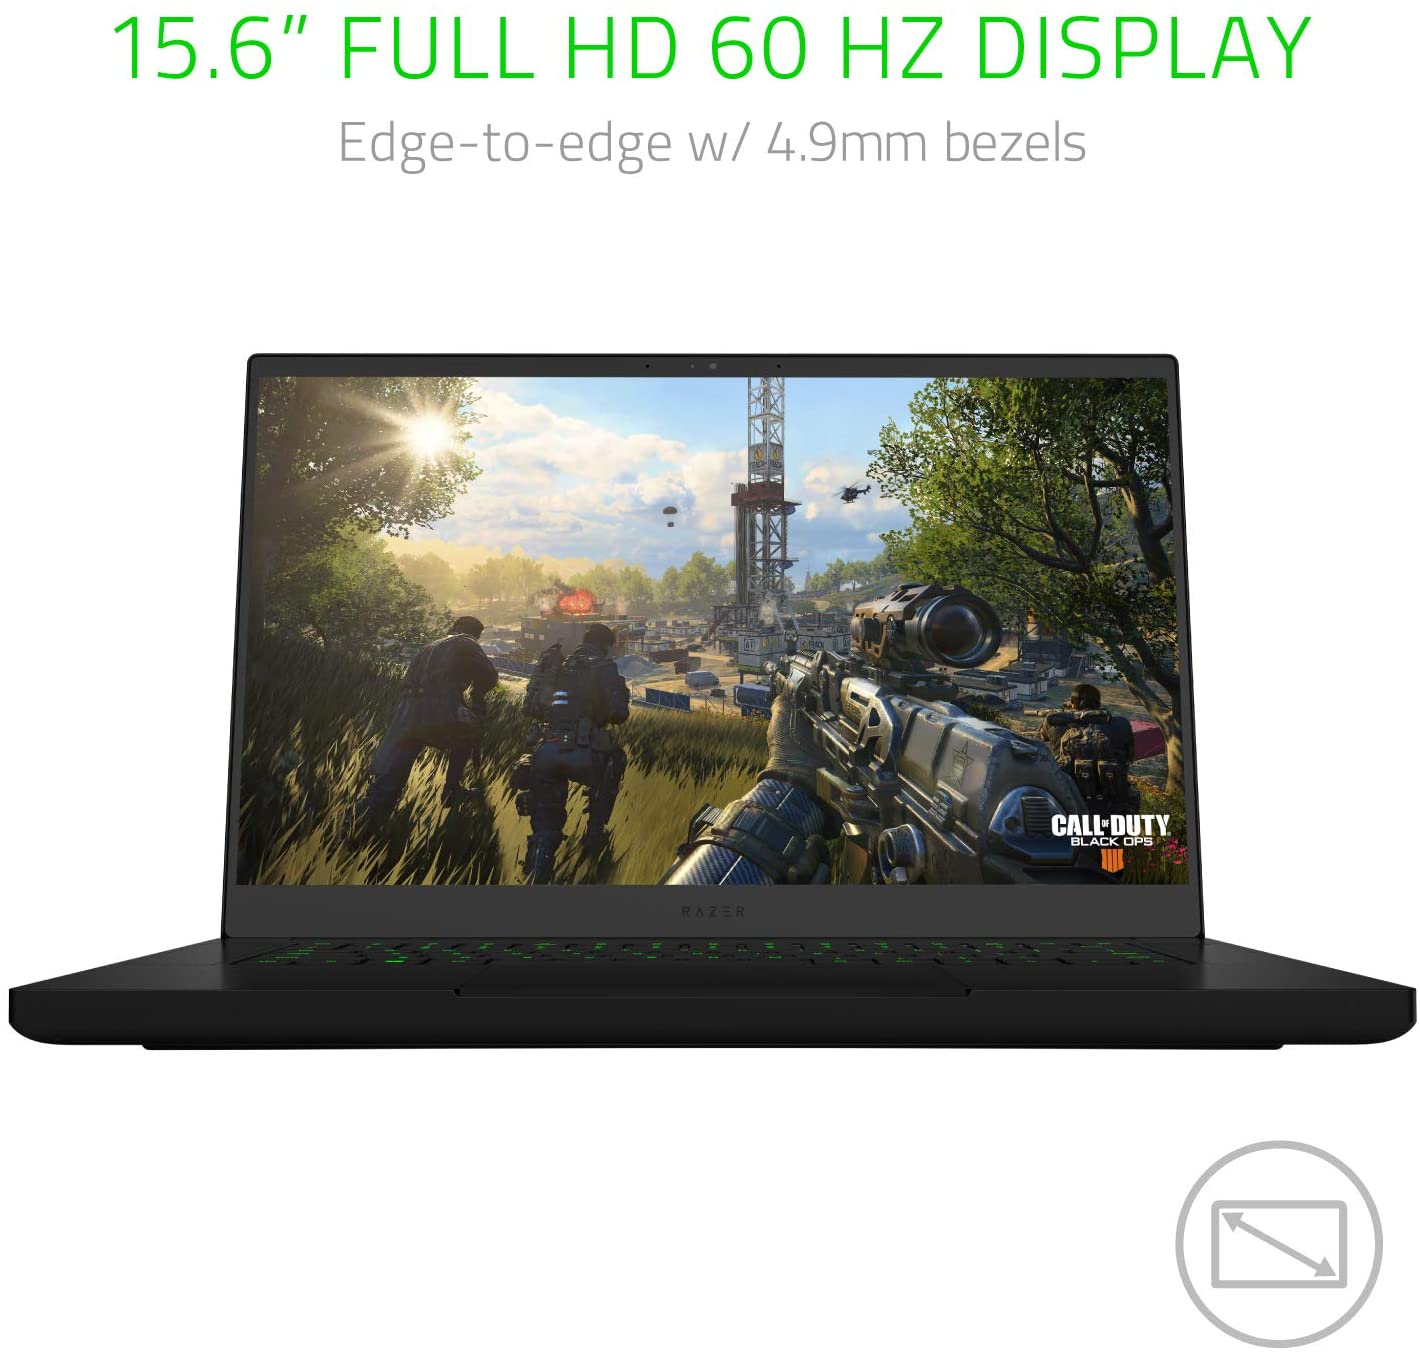 15.6” FULL HD 60 HZ DISPLAY
Edge-to-edge w/ 4.9mm bezels
CALL OF DUTY
BLACK OPS
IIII
RAZER